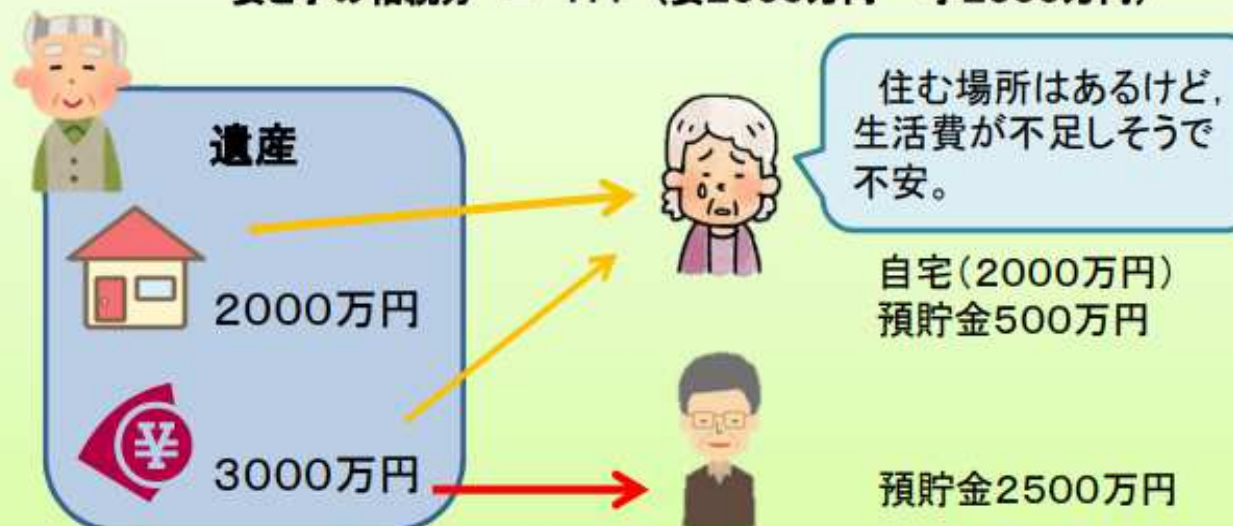 遺産
2000万円
3000万円
住む場所はあるけど,
生活費が不足しそうで
不安。
自宅(2000万円)
預貯金500万円
預貯金2500万円